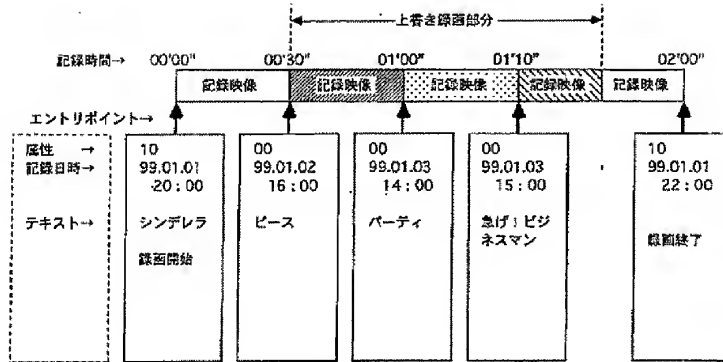 上書き録画部分
記録時間→ 00'00" 00'30" 01'00" 01'10" 02'00"
記録映像 記録映像 記録映像 記録映像 記録映像
エントリポイント→
属性 → 10 00 00 00 10
記録日時→ 99.01.01 99.01.02 99.01.03 99.01.03 99.01.01
20:00 16:00 14:00 15:00 22:00
テキスト→ シンデレラ ピース パーティ 急げ!ビジ
ネスマン
録画開始 録画終了